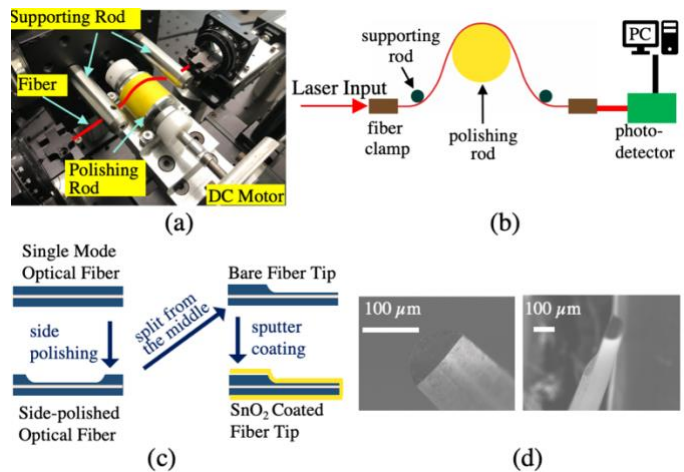 Supporting Rod
Fiber
Polishing
Rod
DC Motor
(a)
PC
supporting
rod
Laser Input
fiber
clamp
polishing
rod
photo-
detector
(b)
Single Mode
Optical Fiber
side
polishing
Side-polished
Optical Fiber
split from
the middle
Bare Fiber Tip
sputter
coating
SnO₂ Coated
Fiber Tip
(c)
100 µm
100 µm
(d)